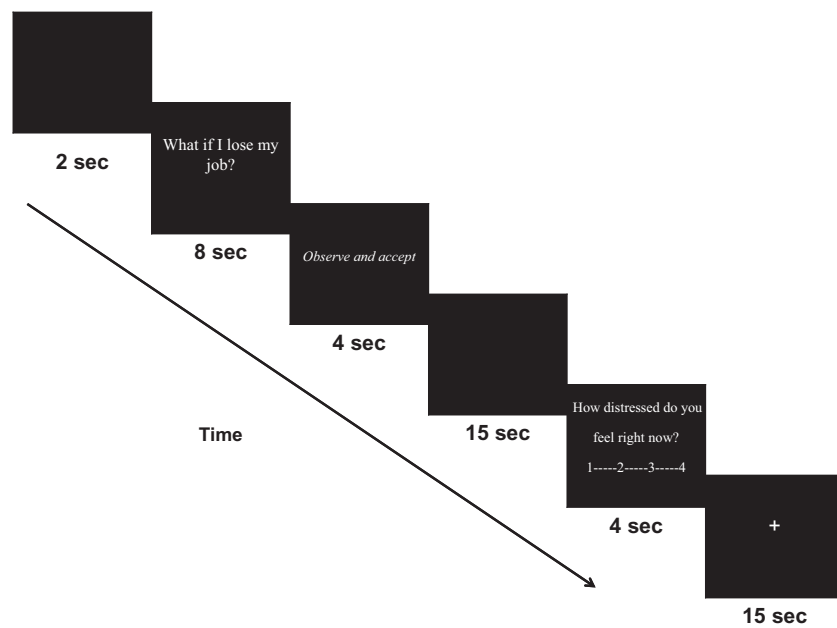 2 sec
What if I lose my
job?
8 sec
Observe and accept
4 sec
15 sec
How distressed do you
feel right now?
1-----2-----3-----4
4 sec
+
15 sec
Time